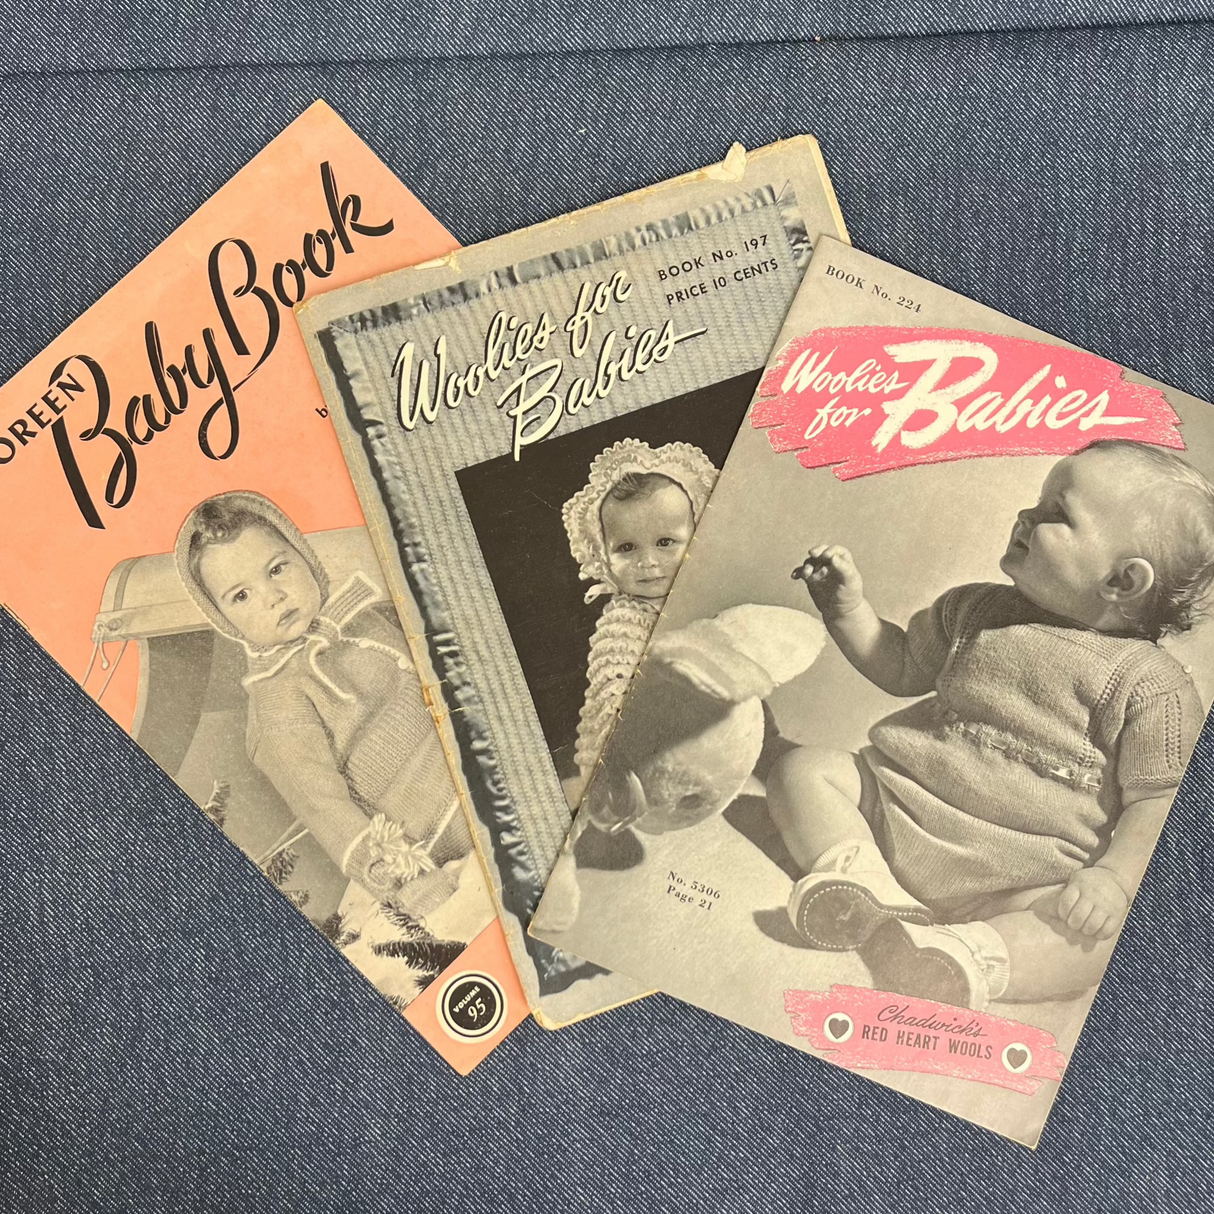 OREEN
Baby Book
b
VOLUME
95
BOOK No. 197
PRICE 10 CENTS
Woolies for
Babies
BOOK No. 224
Woolies
for Babies
No. 5306
Page 21
Chadwick's
RED HEART WOOLS